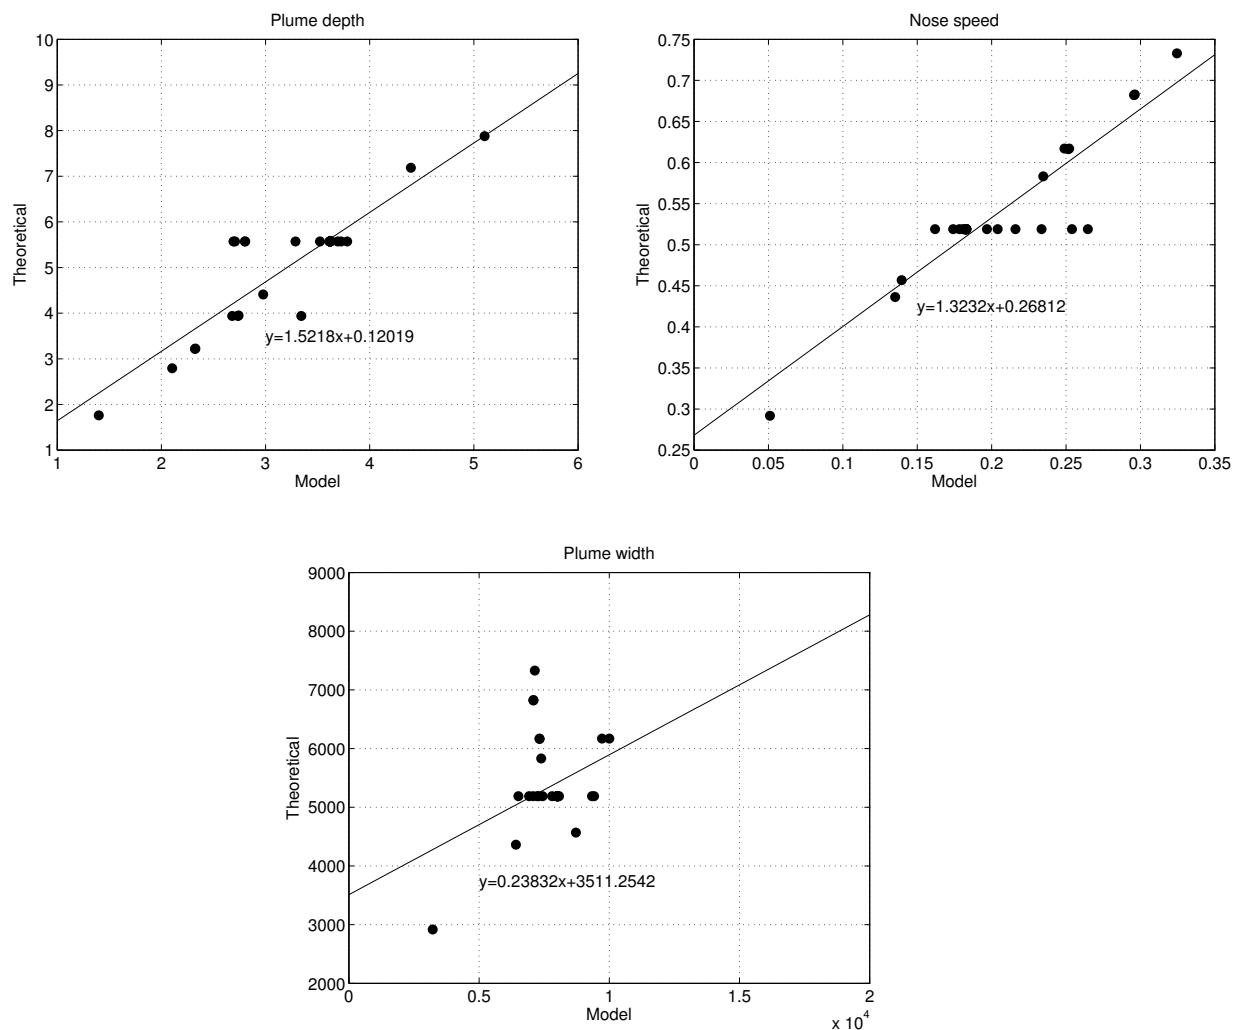 Plume depth
10
9
8
7
6
5
4
3
2
1
Theoretical
y=1.5218x+0.12019
1 2 3 4 5 6
Model
Nose speed
0.75
0.7
0.65
0.6
0.55
0.5
0.45
0.4
0.35
0.3
0.25
Theoretical
y=1.3232x+0.26812
0 0.05 0.1 0.15 0.2 0.25 0.3 0.35
Model
Plume width
9000
8000
7000
6000
5000
4000
3000
2000
Theoretical
y=0.23832x+3511.2542
0 0.5 1 1.5 2
Model
x 10^4